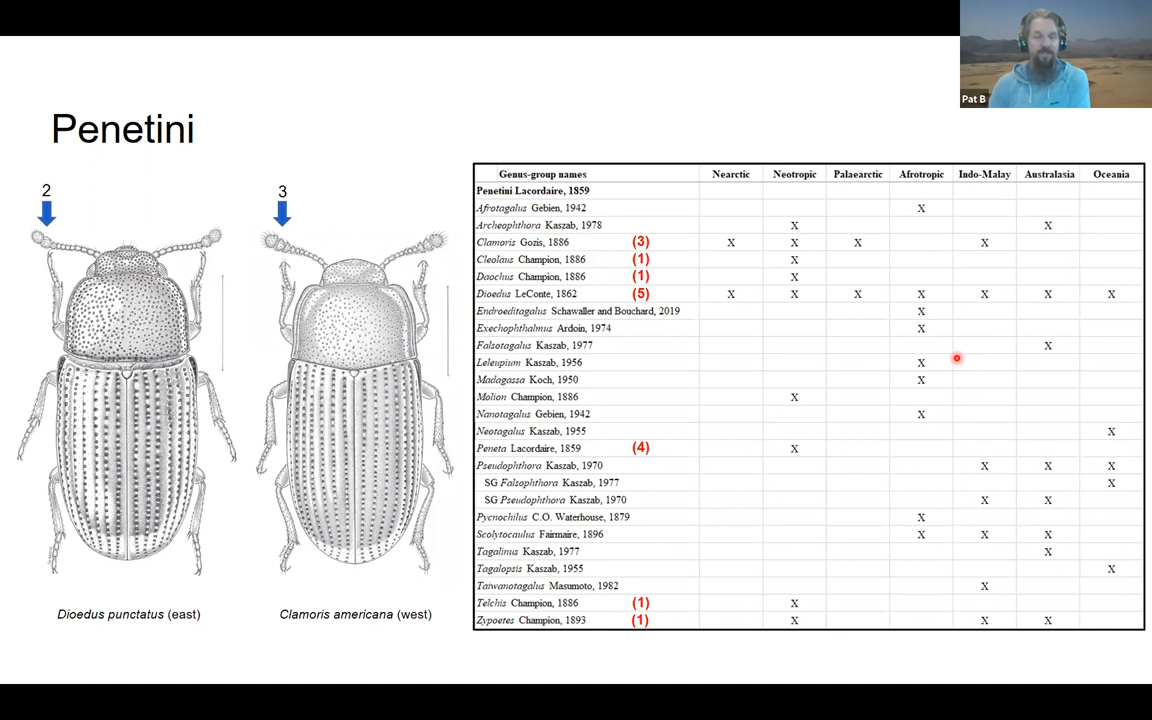 Pat B
Penetini
2
3
Dioedus punctatus (east)
Clamoris americana (west)
Genus-group names Nearctic Neotropic Palaearctic Afrotropic Indo-Malay Australasia Oceania
Penetini Lacordaire, 1859
Afrotagalus Gebien, 1942 X
Archeophthora Kaszab, 1978 X X
Clamoris Gozis, 1886 (3) X X X X
Cleolaus Champion, 1886 (1) X
Daochus Champion, 1886 (1) X
Dioedus LeConte, 1862 (5) X X X X X X X
Endroeditagalus Schawaller and Bouchard, 2019 X
Exechophthalmus Ardoin, 1974 X
Falsotagalus Kaszab, 1977 X
Leleupium Kaszab, 1956 X
Madagassa Koch, 1950 X
Molion Champion, 1886 X
Nanotagalus Gebien, 1942 X
Neotagalus Kaszab, 1955 X
Peneta Lacordaire, 1859 (4) X
Pseudophthora Kaszab, 1970 X X X
SG Falsophthora Kaszab, 1977 X
SG Pseudophthora Kaszab, 1970 X X
Pycnochilus C.O. Waterhouse, 1879 X
Scolytocaulus Fairmaire, 1896 X X X
Tagalinus Kaszab, 1977 X
Tagalopsis Kaszab, 1955 X
Taiwanotagalus Masumoto, 1982 X
Telchis Champion, 1886 (1) X
Zypoetes Champion, 1893 (1) X X X